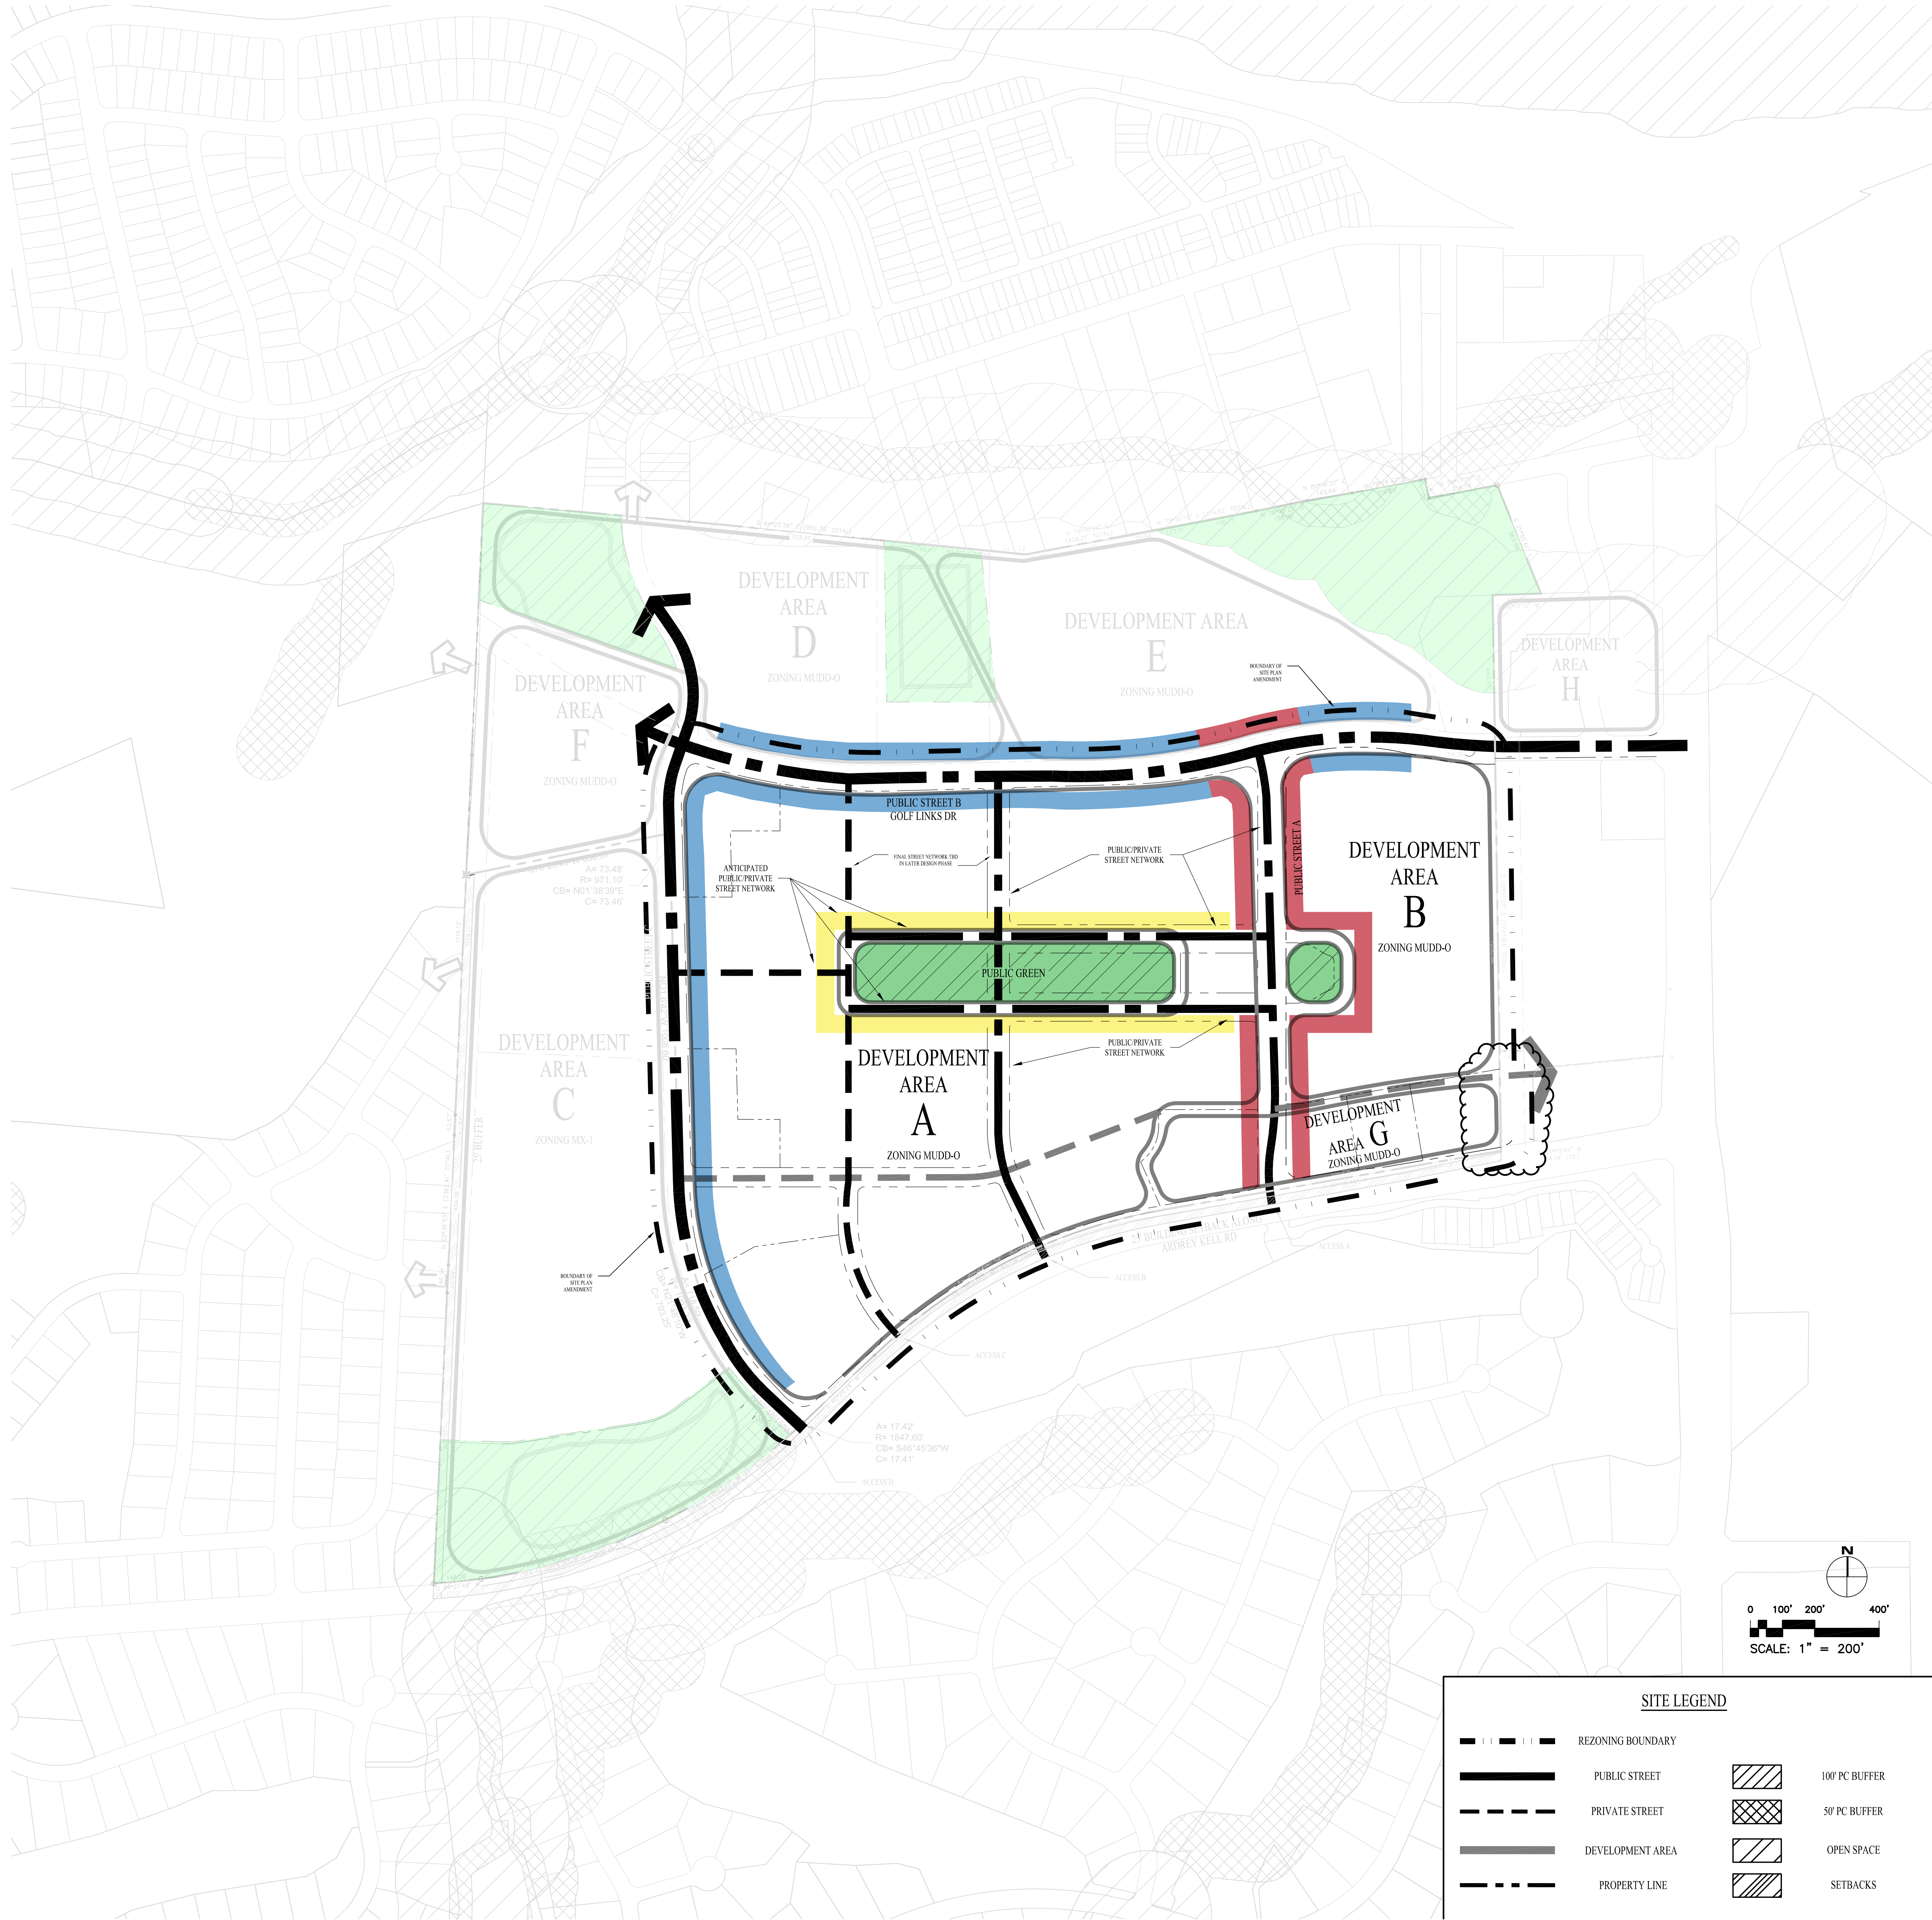 DEVELOPMENT
AREA
D
ZONING MUDD-O
DEVELOPMENT AREA
E
ZONING MUDD-O
DEVELOPMENT
AREA
H
DEVELOPMENT
AREA
F
ZONING MUDD-O
BOUNDARY OF
SITE PLAN
AMENDMENT
PUBLIC STREET B
GOLF LINKS DR
FINAL STREET NETWORK TBD
IN LATER DESIGN PHASE
ANTICIPATED
PUBLIC/PRIVATE
STREET NETWORK
PUBLIC/PRIVATE
STREET NETWORK
PUBLIC STREET A
DEVELOPMENT
AREA
B
ZONING MUDD-O
A= 73.48'
R= 971.10'
CB= N01°38'39"E
C= 73.46'
PUBLIC GREEN
DEVELOPMENT
AREA
C
ZONING MX-1
25' BUFFER
DEVELOPMENT
AREA
A
ZONING MUDD-O
PUBLIC/PRIVATE
STREET NETWORK
DEVELOPMENT
AREA G
ZONING MUDD-O
BOUNDARY OF
SITE PLAN
AMENDMENT
C= 703.25'
ARDREY KELL RD
ACCESS A
ACCESS B
ACCESS C
A= 17.42'
R= 1847.60'
CB= S46°45'36"W
C= 17.41'
ACCESS D
N
0 100' 200' 400'
SCALE: 1" = 200'
SITE LEGEND
REZONING BOUNDARY
PUBLIC STREET
PRIVATE STREET
DEVELOPMENT AREA
PROPERTY LINE
100' PC BUFFER
50' PC BUFFER
OPEN SPACE
SETBACKS